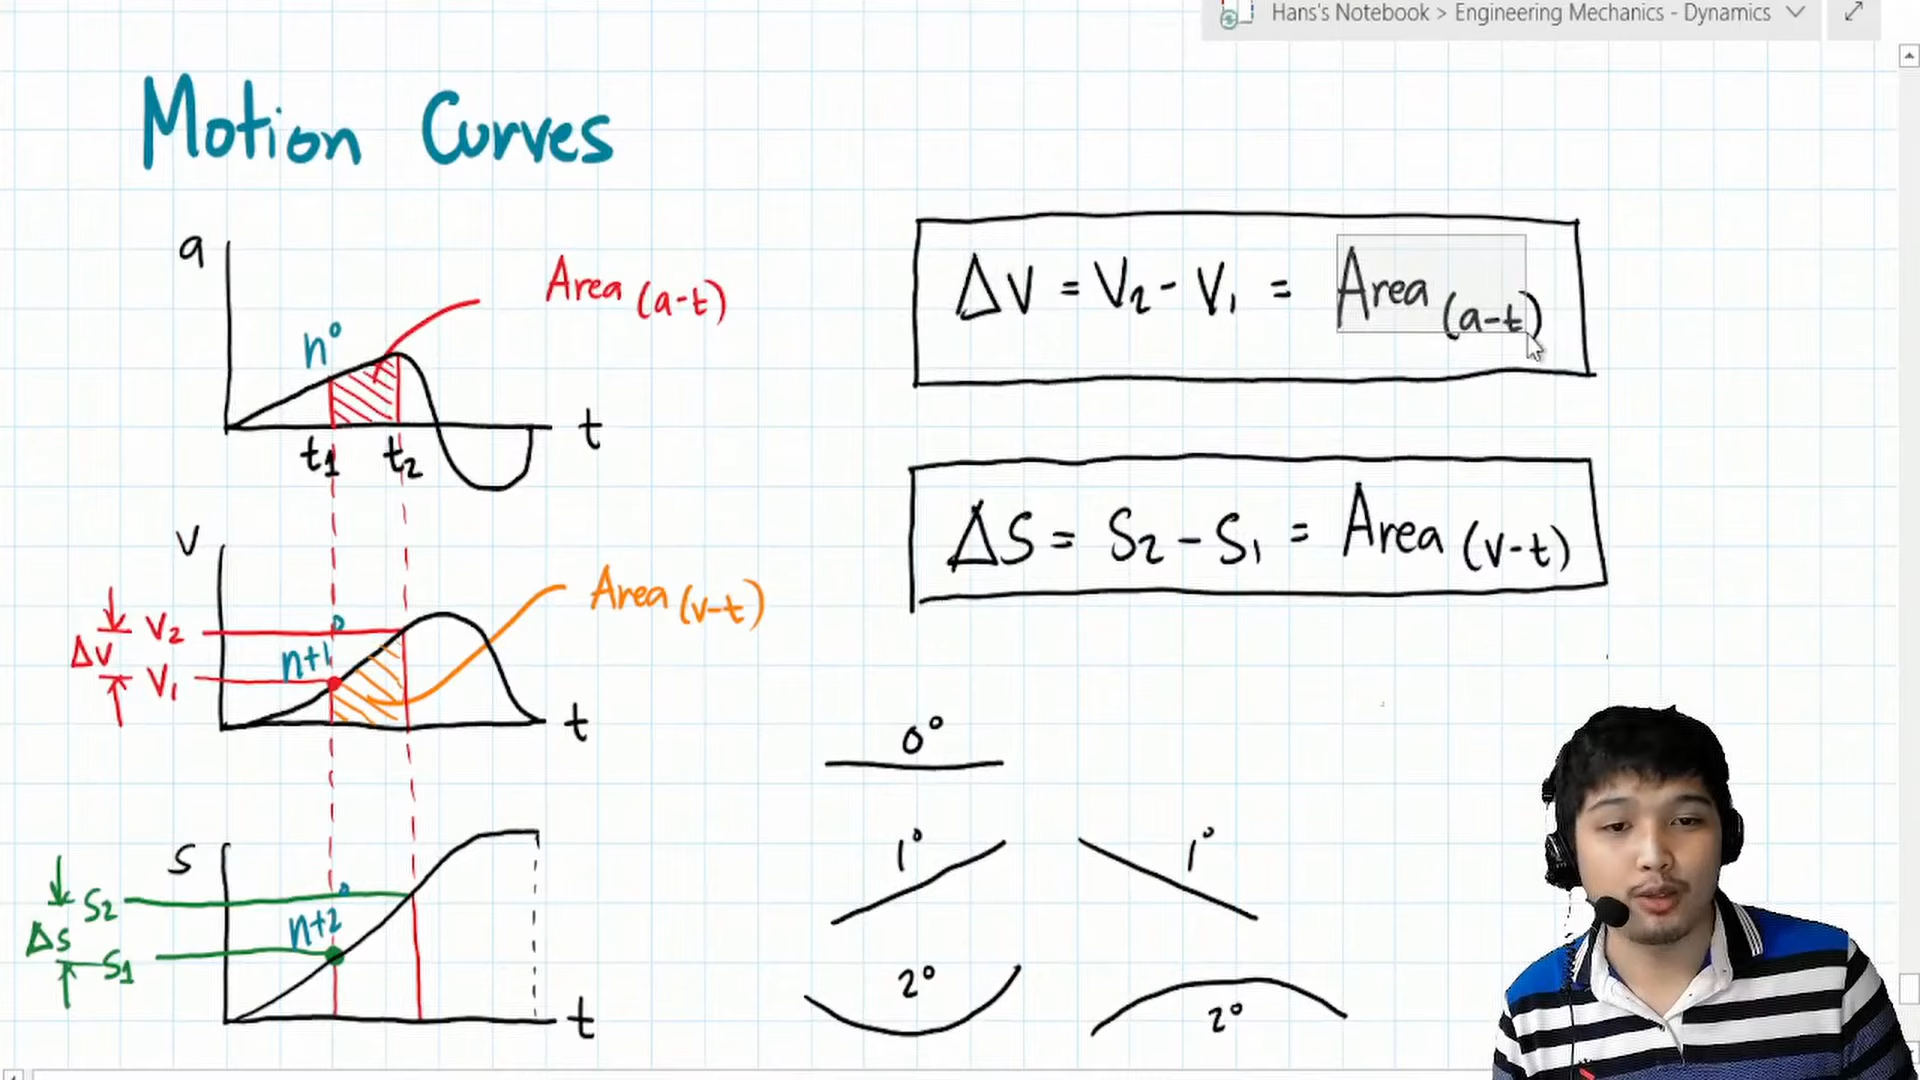 Hans's Notebook > Engineering Mechanics - Dynamics
Motion Curves
a
n°
Area (a-t)
t1 t2
t
ΔV = V2 - V1 = Area (a-t)
ΔS = S2 - S1 = Area (v-t)
V
ΔV
V2
V1
n+1°
Area (v-t)
t
S
ΔS
S2
S1
n+2°
t
0°
1° 1°
2° 2°